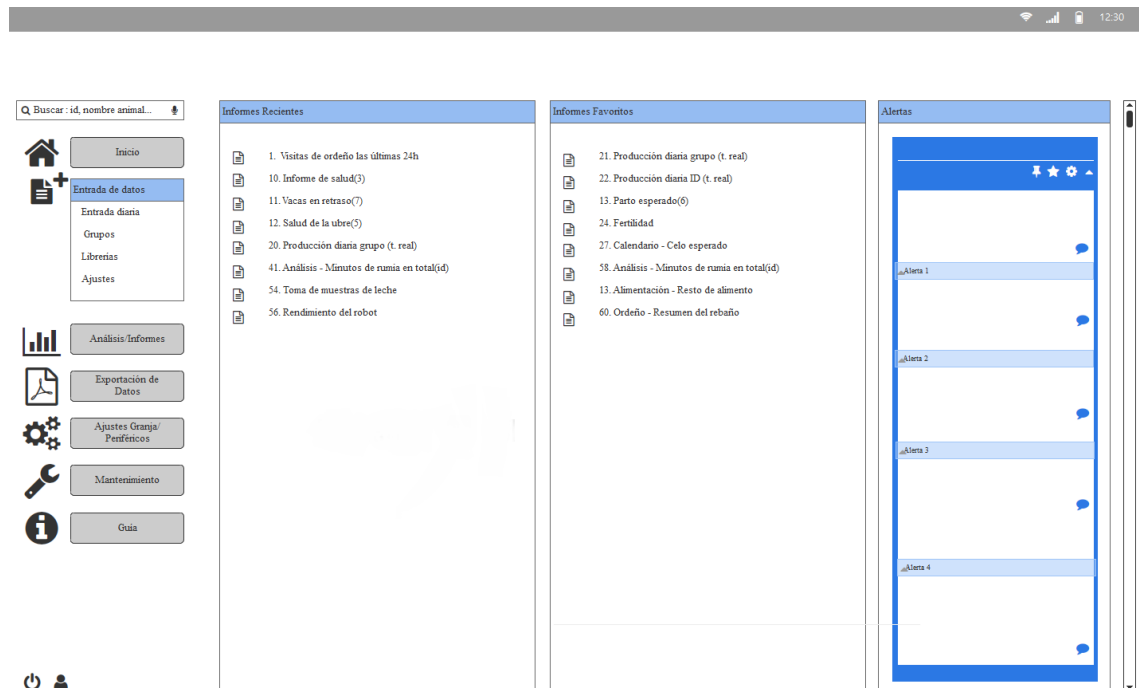 12:30
Buscar : id, nombre animal...
Inicio
Entrada de datos
Entrada diaria
Grupos
Librerias
Ajustes
Análisis/Informes
Exportación de
Datos
Ajustes Granja/
Periféricos
Mantenimiento
Guia
Informes Recientes
1. Visitas de ordeño las últimas 24h
10. Informe de salud(3)
11. Vacas en retraso(7)
12. Salud de la ubre(5)
20. Producción diaria grupo (t. real)
41. Análisis - Minutos de rumia en total(id)
54. Toma de muestras de leche
56. Rendimiento del robot
Informes Favoritos
21. Producción diaria grupo (t. real)
22. Producción diaria ID (t. real)
13. Parto esperado(6)
24. Fertilidad
27. Calendario - Celo esperado
58. Análisis - Minutos de rumia en total(id)
13. Alimentación - Resto de alimento
60. Ordeño - Resumen del rebaño
Alertas
Alerta 1
Alerta 2
Alerta 3
Alerta 4